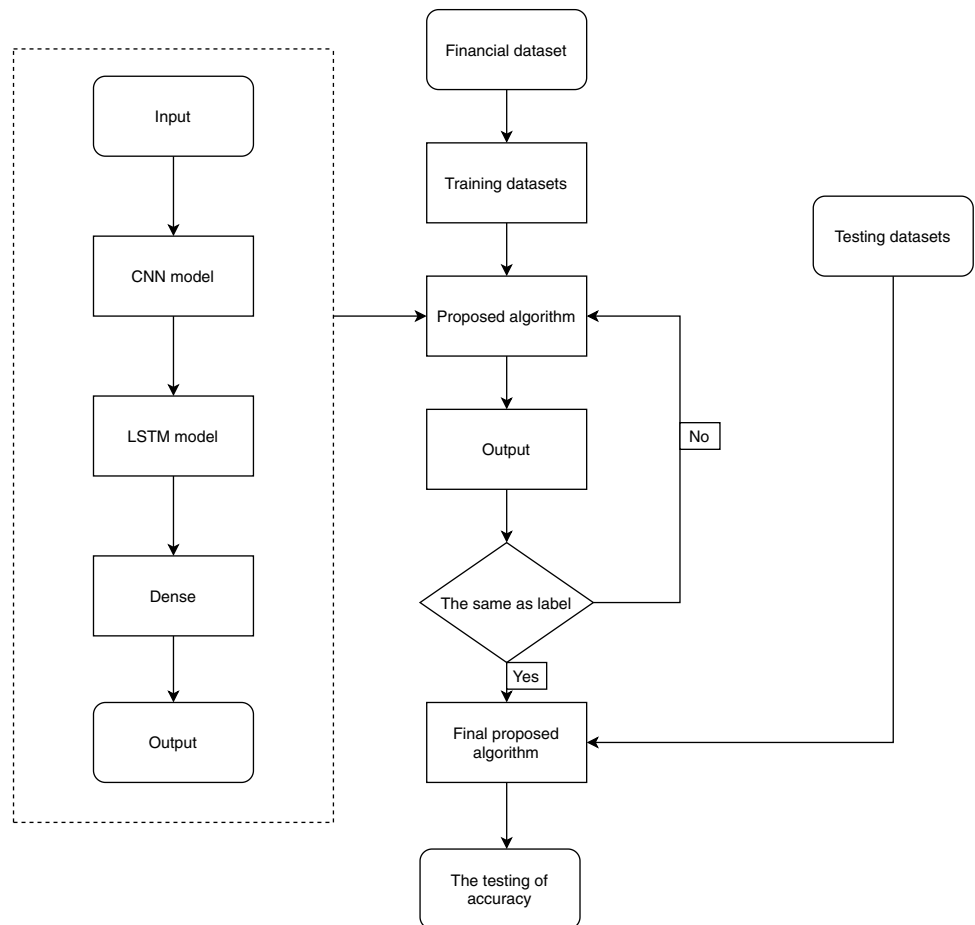 Input
CNN model
LSTM model
Dense
Output
Financial dataset
Training datasets
Proposed algorithm
Output
The same as label
No
Yes
Final proposed
algorithm
The testing of
accuracy
Testing datasets